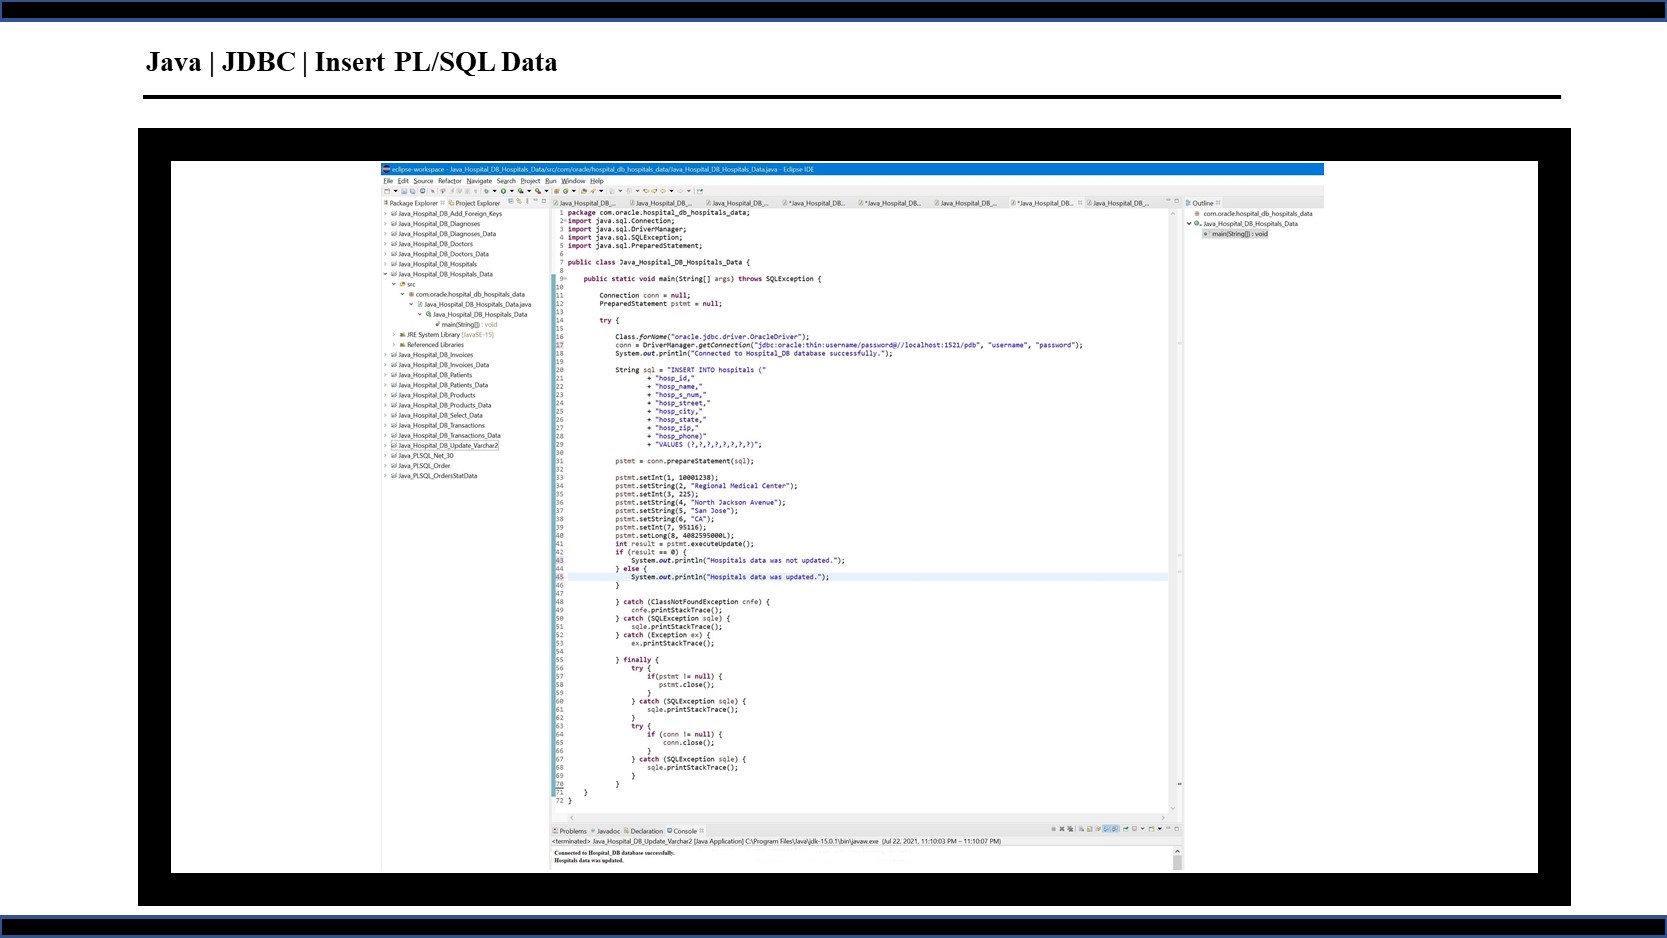 Java | JDBC | Insert PL/SQL Data
eclipse-workspace - Java_Hospital_DB_Hospitals_Data/src/com/oracle/hospital_db_hospitals_data/Java_Hospital_DB_Hospitals_Data.java - Eclipse IDE
File Edit Source Refactor Navigate Search Project Run Window Help
Package Explorer Project Explorer
Java_Hospital_DB_Add_Foreign_Keys
Java_Hospital_DB_Diagnoses
Java_Hospital_DB_Diagnoses_Data
Java_Hospital_DB_Doctors
Java_Hospital_DB_Doctors_Data
Java_Hospital_DB_Hospitals
Java_Hospital_DB_Hospitals_Data
src
com.oracle.hospital_db_hospitals_data
Java_Hospital_DB_Hospitals_Data.java
Java_Hospital_DB_Hospitals_Data
main(String[]) : void
JRE System Library [JavaSE-15]
Referenced Libraries
Java_Hospital_DB_Invoices
Java_Hospital_DB_Invoices_Data
Java_Hospital_DB_Patients
Java_Hospital_DB_Patients_Data
Java_Hospital_DB_Products
Java_Hospital_DB_Products_Data
Java_Hospital_DB_Select_Data
Java_Hospital_DB_Transactions
Java_Hospital_DB_Transactions_Data
Java_Hospital_DB_Update_Varchar2
Java_PLSQL_Net_30
Java_PLSQL_Order
Java_PLSQL_OrdersStatData
Java_Hospital_DB_... Java_Hospital_DB_... Java_Hospital_DB_... *Java_Hospital_DB... *Java_Hospital_DB... Java_Hospital_DB_... *Java_Hospital_DB... Java_Hospital_DB_...
1 package com.oracle.hospital_db_hospitals_data;
2 import java.sql.Connection;
3 import java.sql.DriverManager;
4 import java.sql.SQLException;
5 import java.sql.PreparedStatement;
6
7 public class Java_Hospital_DB_Hospitals_Data {
8
9 public static void main(String[] args) throws SQLException {
10
11 Connection conn = null;
12 PreparedStatement pstmt = null;
13
14 try {
15
16 Class.forName("oracle.jdbc.driver.OracleDriver");
17 conn = DriverManager.getConnection("jdbc:oracle:thin:username/password@//localhost:1521/pdb", "username", "password");
18 System.out.println("Connected to Hospital_DB database successfully.");
19
20 String sql = "INSERT INTO hospitals ("
21 + "hosp_id,"
22 + "hosp_name,"
23 + "hosp_s_num,"
24 + "hosp_street,"
25 + "hosp_city,"
26 + "hosp_state,"
27 + "hosp_zip,"
28 + "hosp_phone)"
29 + "VALUES (?,?,?,?,?,?,?,?)";
30
31 pstmt = conn.prepareStatement(sql);
32
33 pstmt.setInt(1, 10001238);
34 pstmt.setString(2, "Regional Medical Center");
35 pstmt.setInt(3, 225);
36 pstmt.setString(4, "North Jackson Avenue");
37 pstmt.setString(5, "San Jose");
38 pstmt.setString(6, "CA");
39 pstmt.setInt(7, 95116);
40 pstmt.setLong(8, 4082595000L);
41 int result = pstmt.executeUpdate();
42 if (result == 0) {
43 System.out.println("Hospitals data was not updated.");
44 } else {
45 System.out.println("Hospitals data was updated.");
46 }
47
48 } catch (ClassNotFoundException cnfe) {
49 cnfe.printStackTrace();
50 } catch (SQLException sqle) {
51 sqle.printStackTrace();
52 } catch (Exception ex) {
53 ex.printStackTrace();
54
55 } finally {
56 try {
57 if(pstmt != null) {
58 pstmt.close();
59 }
60 } catch (SQLException sqle) {
61 sqle.printStackTrace();
62 }
63 try {
64 if (conn != null) {
65 conn.close();
66 }
67 } catch (SQLException sqle) {
68 sqle.printStackTrace();
69 }
70 }
71 }
72 }
Outline
com.oracle.hospital_db_hospitals_data
Java_Hospital_DB_Hospitals_Data
main(String[]) : void
Problems Javadoc Declaration Console
<terminated> Java_Hospital_DB_Update_Varchar2 [Java Application] C:\Program Files\Java\jdk-15.0.1\bin\javaw.exe (Jul 22, 2021, 11:10:03 PM – 11:10:07 PM)
Connected to Hospital_DB database successfully.
Hospitals data was updated.